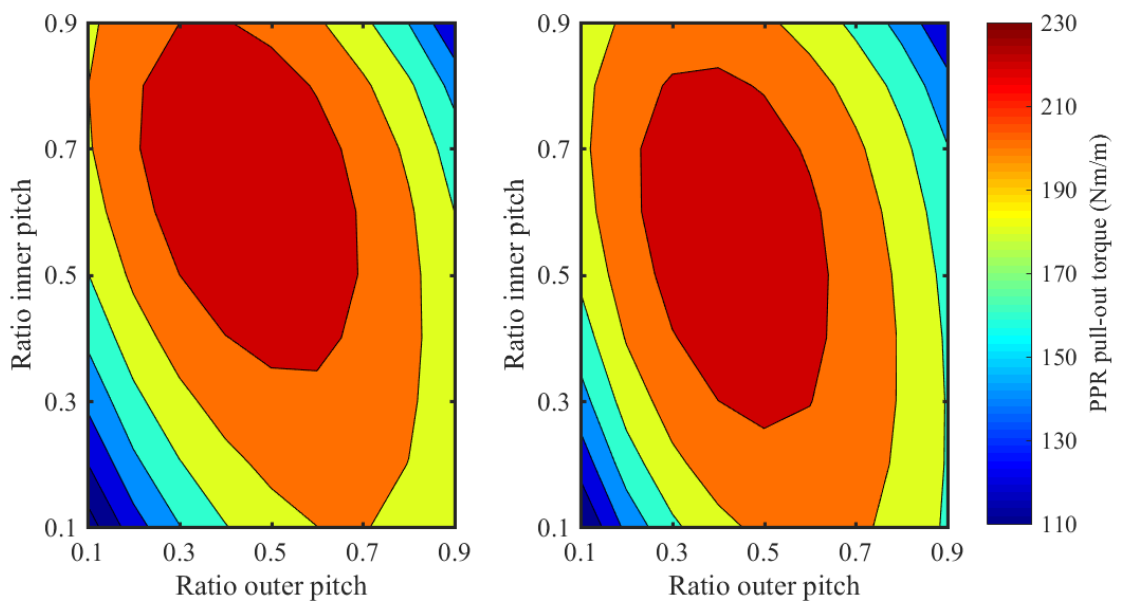 0.9
0.7
0.5
0.3
0.1
Ratio inner pitch
0.1 0.3 0.5 0.7 0.9
Ratio outer pitch
0.9
0.7
0.5
0.3
0.1
Ratio inner pitch
0.1 0.3 0.5 0.7 0.9
Ratio outer pitch
230
210
190
170
150
130
110
PPR pull-out torque (Nm/m)